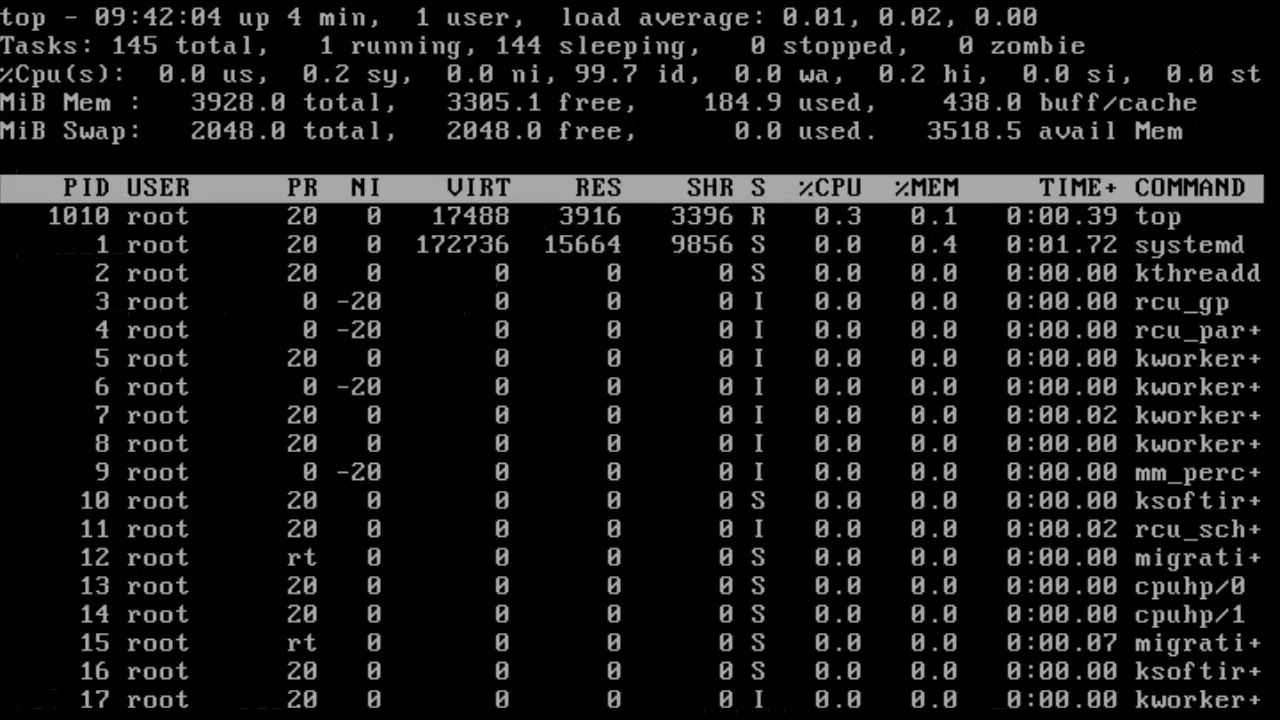 top - 09:42:04 up 4 min,  1 user,  load average: 0.01, 0.02, 0.00
Tasks: 145 total,   1 running, 144 sleeping,   0 stopped,   0 zombie
%Cpu(s):  0.0 us,  0.2 sy,  0.0 ni, 99.7 id,  0.0 wa,  0.2 hi,  0.0 si,  0.0 st
MiB Mem :   3928.0 total,   3305.1 free,    184.9 used,    438.0 buff/cache
MiB Swap:   2048.0 total,   2048.0 free,      0.0 used.   3518.5 avail Mem
PID USER      PR  NI    VIRT    RES    SHR S  %CPU  %MEM     TIME+ COMMAND
1010 root      20   0   17488   3916   3396 R   0.3   0.1   0:00.39 top
1 root      20   0  172736  15664   9856 S   0.0   0.4   0:01.72 systemd
2 root      20   0       0      0      0 S   0.0   0.0   0:00.00 kthreadd
3 root       0 -20       0      0      0 I   0.0   0.0   0:00.00 rcu_gp
4 root       0 -20       0      0      0 I   0.0   0.0   0:00.00 rcu_par+
5 root      20   0       0      0      0 I   0.0   0.0   0:00.00 kworker+
6 root       0 -20       0      0      0 I   0.0   0.0   0:00.00 kworker+
7 root      20   0       0      0      0 I   0.0   0.0   0:00.02 kworker+
8 root      20   0       0      0      0 I   0.0   0.0   0:00.00 kworker+
9 root       0 -20       0      0      0 I   0.0   0.0   0:00.00 mm_perc+
10 root      20   0       0      0      0 S   0.0   0.0   0:00.00 ksoftir+
11 root      20   0       0      0      0 I   0.0   0.0   0:00.02 rcu_sch+
12 root      rt   0       0      0      0 S   0.0   0.0   0:00.00 migrati+
13 root      20   0       0      0      0 S   0.0   0.0   0:00.00 cpuhp/0
14 root      20   0       0      0      0 S   0.0   0.0   0:00.00 cpuhp/1
15 root      rt   0       0      0      0 S   0.0   0.0   0:00.07 migrati+
16 root      20   0       0      0      0 S   0.0   0.0   0:00.00 ksoftir+
17 root      20   0       0      0      0 I   0.0   0.0   0:00.00 kworker+